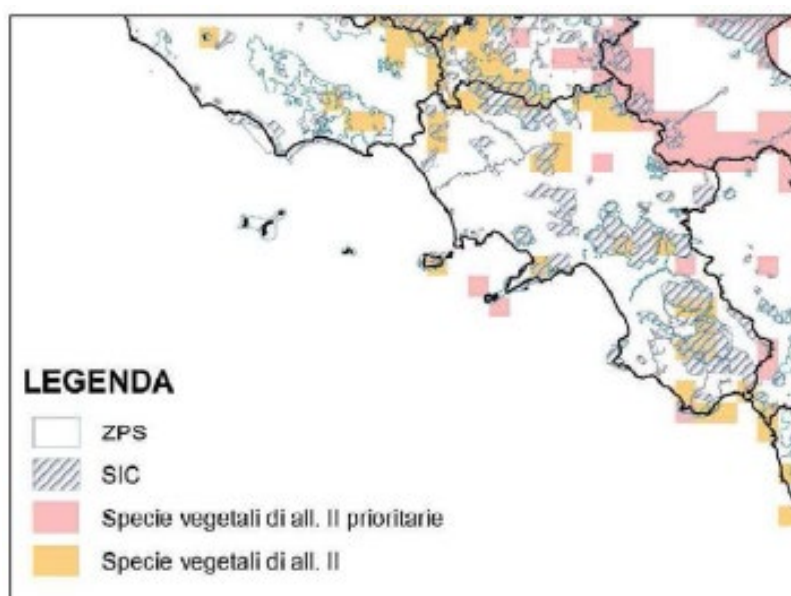 LEGENDA
ZPS
SIC
Specie vegetali di all. II prioritarie
Specie vegetali di all. II